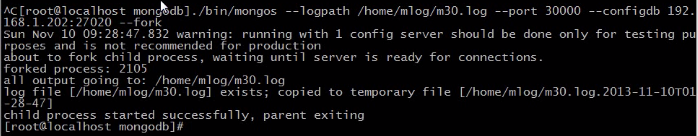 ^C[root@localhost mongodb]./bin/mongos --logpath /home/mlog/m30.log --port 30000 --configdb 192.
168.1.202:27020 --fork
Sun Nov 10 09:28:47.832 warning: running with 1 config server should be done only for testing pu
rposes and is not recommended for production
about to fork child process, waiting until server is ready for connections.
forked process: 2105
all output going to: /home/mlog/m30.log
log file [/home/mlog/m30.log] exists; copied to temporary file [/home/mlog/m30.log.2013-11-10T01
-28-47]
child process started successfully, parent exiting
[root@localhost mongodb]#